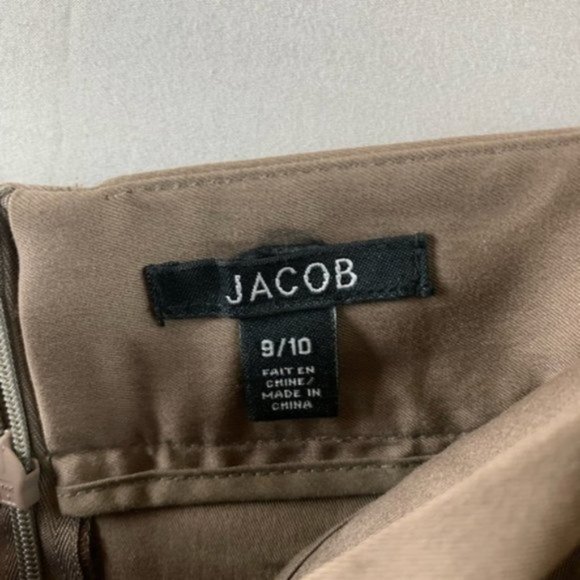 JACOB
9/10
FAIT EN
CHINE/
MADE IN
CHINA